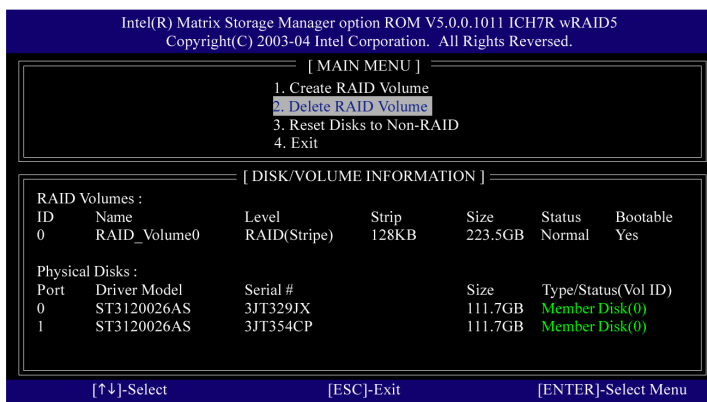 Intel(R) Matrix Storage Manager option ROM V5.0.0.1011 ICH7R wRAID5
Copyright(C) 2003-04 Intel Corporation. All Rights Reversed.
[ MAIN MENU ]
1. Create RAID Volume
2. Delete RAID Volume
3. Reset Disks to Non-RAID
4. Exit
[ DISK/VOLUME INFORMATION ]
RAID Volumes :
ID Name Level Strip Size Status Bootable
0 RAID_Volume0 RAID(Stripe) 128KB 223.5GB Normal Yes
Physical Disks :
Port Driver Model Serial # Size Type/Status(Vol ID)
0 ST3120026AS 3JT329JX 111.7GB Member Disk(0)
1 ST3120026AS 3JT354CP 111.7GB Member Disk(0)
[↑↓]-Select [ESC]-Exit [ENTER]-Select Menu